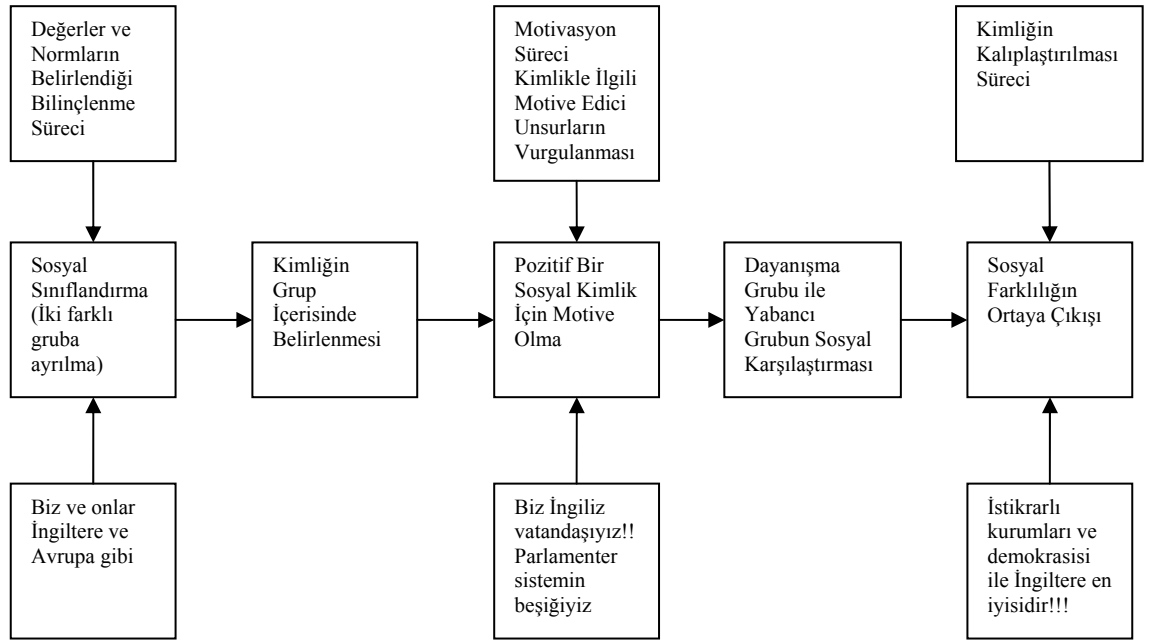 Değerler ve
Normların
Belirlendiği
Bilinçlenme
Süreci
Motivasyon
Süreci
Kimlikle İlgili
Motive Edici
Unsurların
Vurgulanması
Kimliğin
Kalıplaştırılması
Süreci
Sosyal
Sınıflandırma
(İki farklı
gruba
ayrılma)
Kimliğin
Grup
İçerisinde
Belirlenmesi
Pozitif Bir
Sosyal Kimlik
İçin Motive
Olma
Dayanışma
Grubu ile
Yabancı
Grubun Sosyal
Karşılaştırması
Sosyal
Farklılığın
Ortaya Çıkışı
Biz ve onlar
İngiltere ve
Avrupa gibi
Biz İngiliz
vatandaşıyız!!
Parlamenter
sistemin
beşiğiyiz
İstikrarlı
kurumları ve
demokrasisi
ile İngiltere en
iyisidir!!!